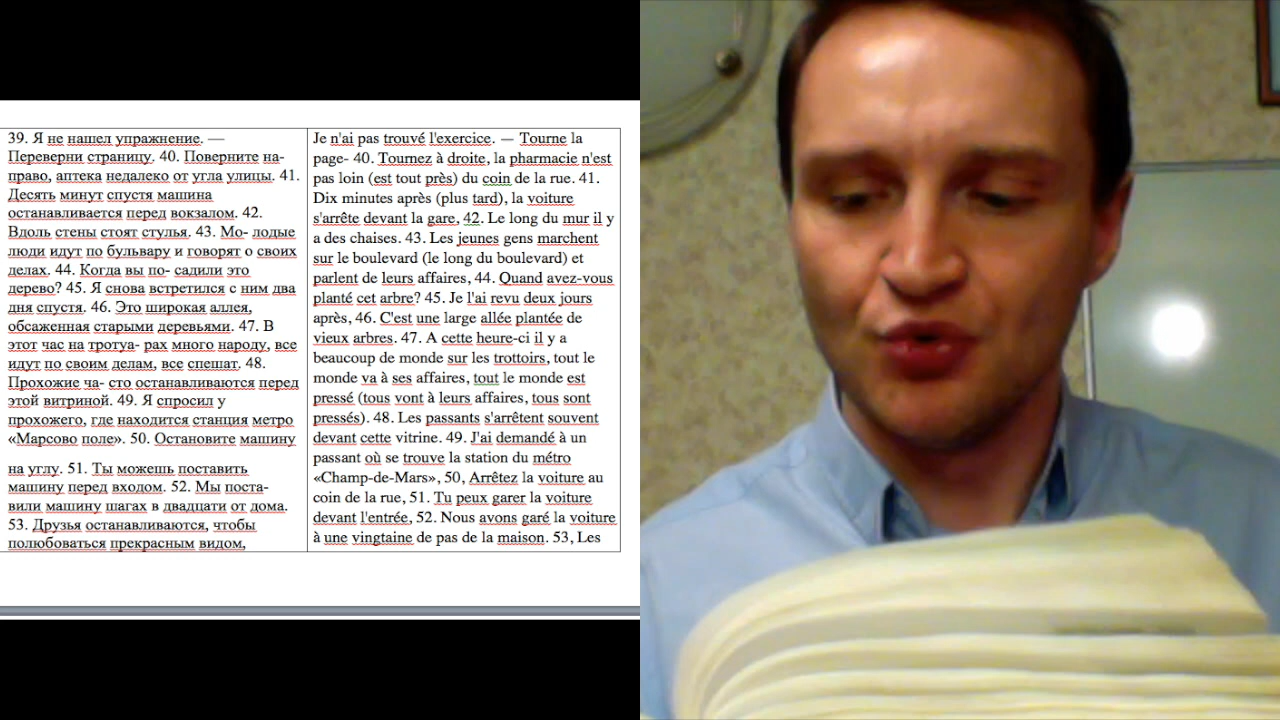 39. Я не нашел упражнение. —
Переверни страницу. 40. Поверните на-
право, аптека недалеко от угла улицы. 41.
Десять минут спустя машина
останавливается перед вокзалом. 42.
Вдоль стены стоят стулья. 43. Мо- лодые
люди идут по бульвару и говорят о своих
делах. 44. Когда вы по- садили это
дерево? 45. Я снова встретился с ним два
дня спустя. 46. Это широкая аллея,
обсаженная старыми деревьями. 47. В
этот час на тротуа- рах много народу, все
идут по своим делам, все спешат. 48.
Прохожие ча- сто останавливаются перед
этой витриной. 49. Я спросил у
прохожего, где находится станция метро
«Марсово поле». 50. Остановите машину
на углу. 51. Ты можешь поставить
машину перед входом. 52. Мы поста-
вили машину шагах в двадцати от дома.
53. Друзья останавливаются, чтобы
полюбоваться прекрасным видом,
Je n'ai pas trouvé l'exercice. — Tourne la
page- 40. Tournez à droite, la pharmacie n'est
pas loin (est tout près) du coin de la rue. 41.
Dix minutes après (plus tard), la voiture
s'arrête devant la gare, 42. Le long du mur il y
a des chaises. 43. Les jeunes gens marchent
sur le boulevard (le long du boulevard) et
parlent de leurs affaires, 44. Quand avez-vous
planté cet arbre? 45. Je l'ai revu deux jours
après, 46. C'est une large allée plantée de
vieux arbres. 47. A cette heure-ci il y a
beaucoup de monde sur les trottoirs, tout le
monde va à ses affaires, tout le monde est
pressé (tous vont à leurs affaires, tous sont
pressés). 48. Les passants s'arrêtent souvent
devant cette vitrine. 49. J'ai demandé à un
passant où se trouve la station du métro
«Champ-de-Mars», 50, Arrêtez la voiture au
coin de la rue, 51. Tu peux garer la voiture
devant l'entrée, 52. Nous avons garé la voiture
à une vingtaine de pas de la maison. 53, Les